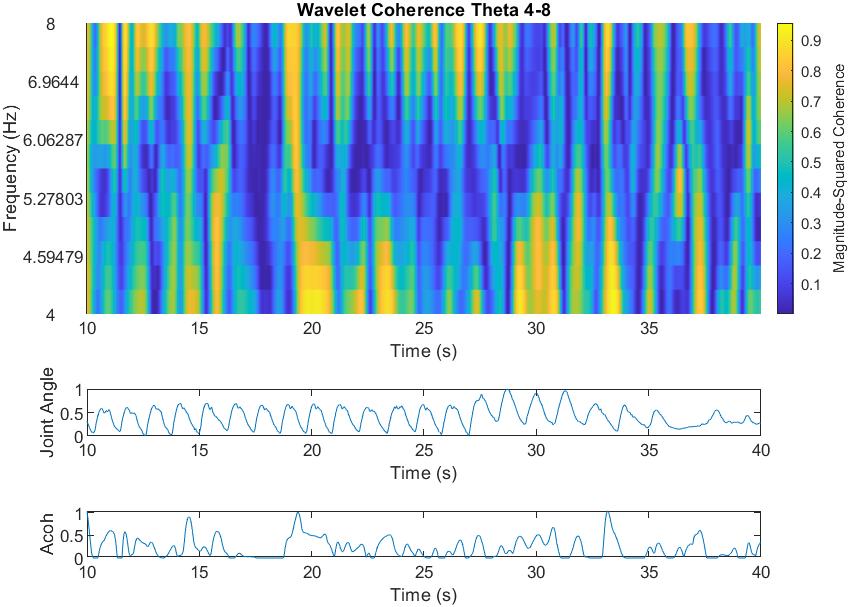 Wavelet Coherence Theta 4-8
8
6.9644
6.06287
5.27803
4.59479
4
Frequency (Hz)
10 15 20 25 30 35
Time (s)
0.9
0.8
0.7
0.6
0.5
0.4
0.3
0.2
0.1
Magnitude-Squared Coherence
1
0.5
0
Joint Angle
10 15 20 25 30 35 40
Time (s)
1
0.5
0
Acoh
10 15 20 25 30 35 40
Time (s)